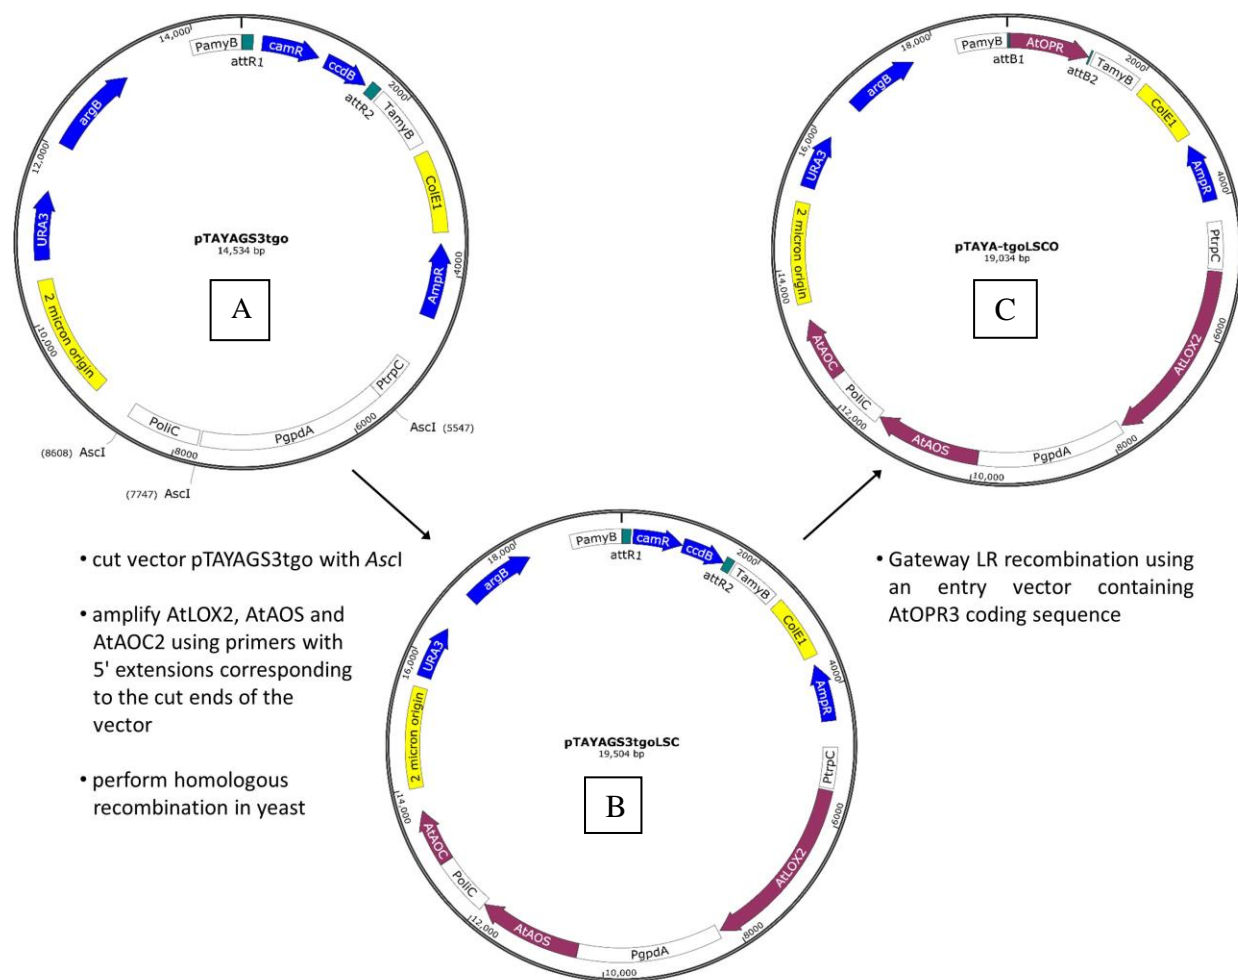 14,000
PamyB
attR1
camR
ccdB
attR2
2000
TamyB
ColE1
4000
AmpR
PtrpC
AscI (5547)
6000
PgpdA
8000
(7747) AscI
PoliC
(8608) AscI
2 micron origin
10,000
URA3
12,000
argB
pTAYAGS3tgo
14,534 bp
A
18,000
PamyB
attB1
AtOPR
attB2
2000
TamyB
ColE1
AmpR
4000
PtrpC
6000
AtLOX2
8000
PgpdA
10,000
AtAOS
12,000
PoliC
AtAOC
14,000
2 micron origin
URA3
16,000
argB
pTAYA-tgoLSCO
19,034 bp
C
• cut vector pTAYAGS3tgo with AscI
• amplify AtLOX2, AtAOS and
AtAOC2 using primers with
5' extensions corresponding
to the cut ends of the
vector
• perform homologous
recombination in yeast
18,000
PamyB
attR1
camR
ccdB
attR2
2000
TamyB
ColE1
4000
AmpR
PtrpC
6000
AtLOX2
8000
PgpdA
10,000
AtAOS
12,000
PoliC
AtAOC
14,000
2 micron origin
URA3
16,000
argB
pTAYAGS3tgoLSC
19,504 bp
B
• Gateway LR recombination using
an entry vector containing
AtOPR3 coding sequence